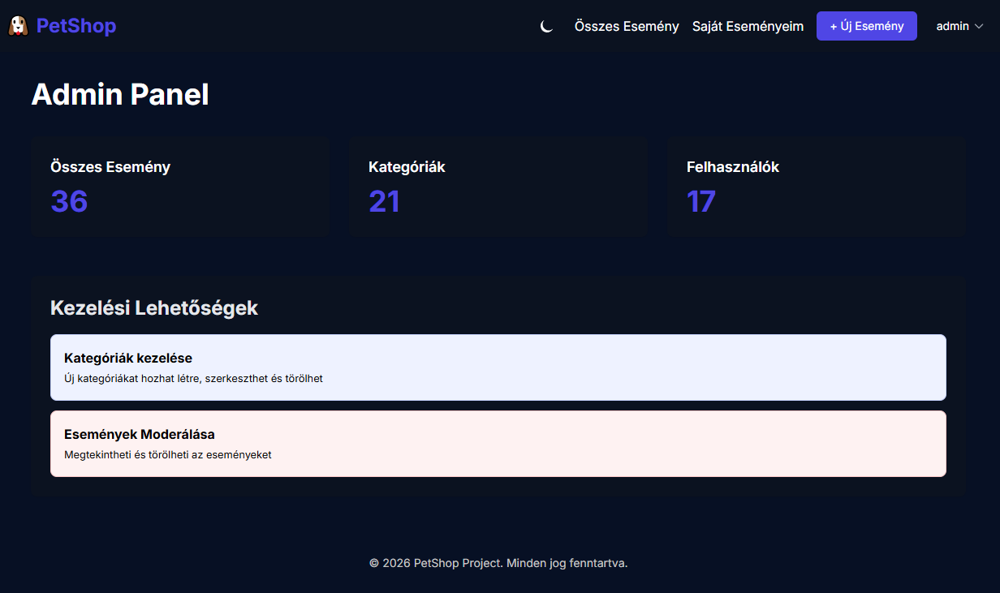 PetShop
Összes Esemény
Saját Eseményeim
+ Új Esemény
admin
Admin Panel
Összes Esemény
36
Kategóriák
21
Felhasználók
17
Kezelési Lehetőségek
Kategóriák kezelése
Új kategóriákat hozhat létre, szerkeszthet és törölhet
Események Moderálása
Megtekintheti és törölheti az eseményeket
© 2026 PetShop Project. Minden jog fenntartva.